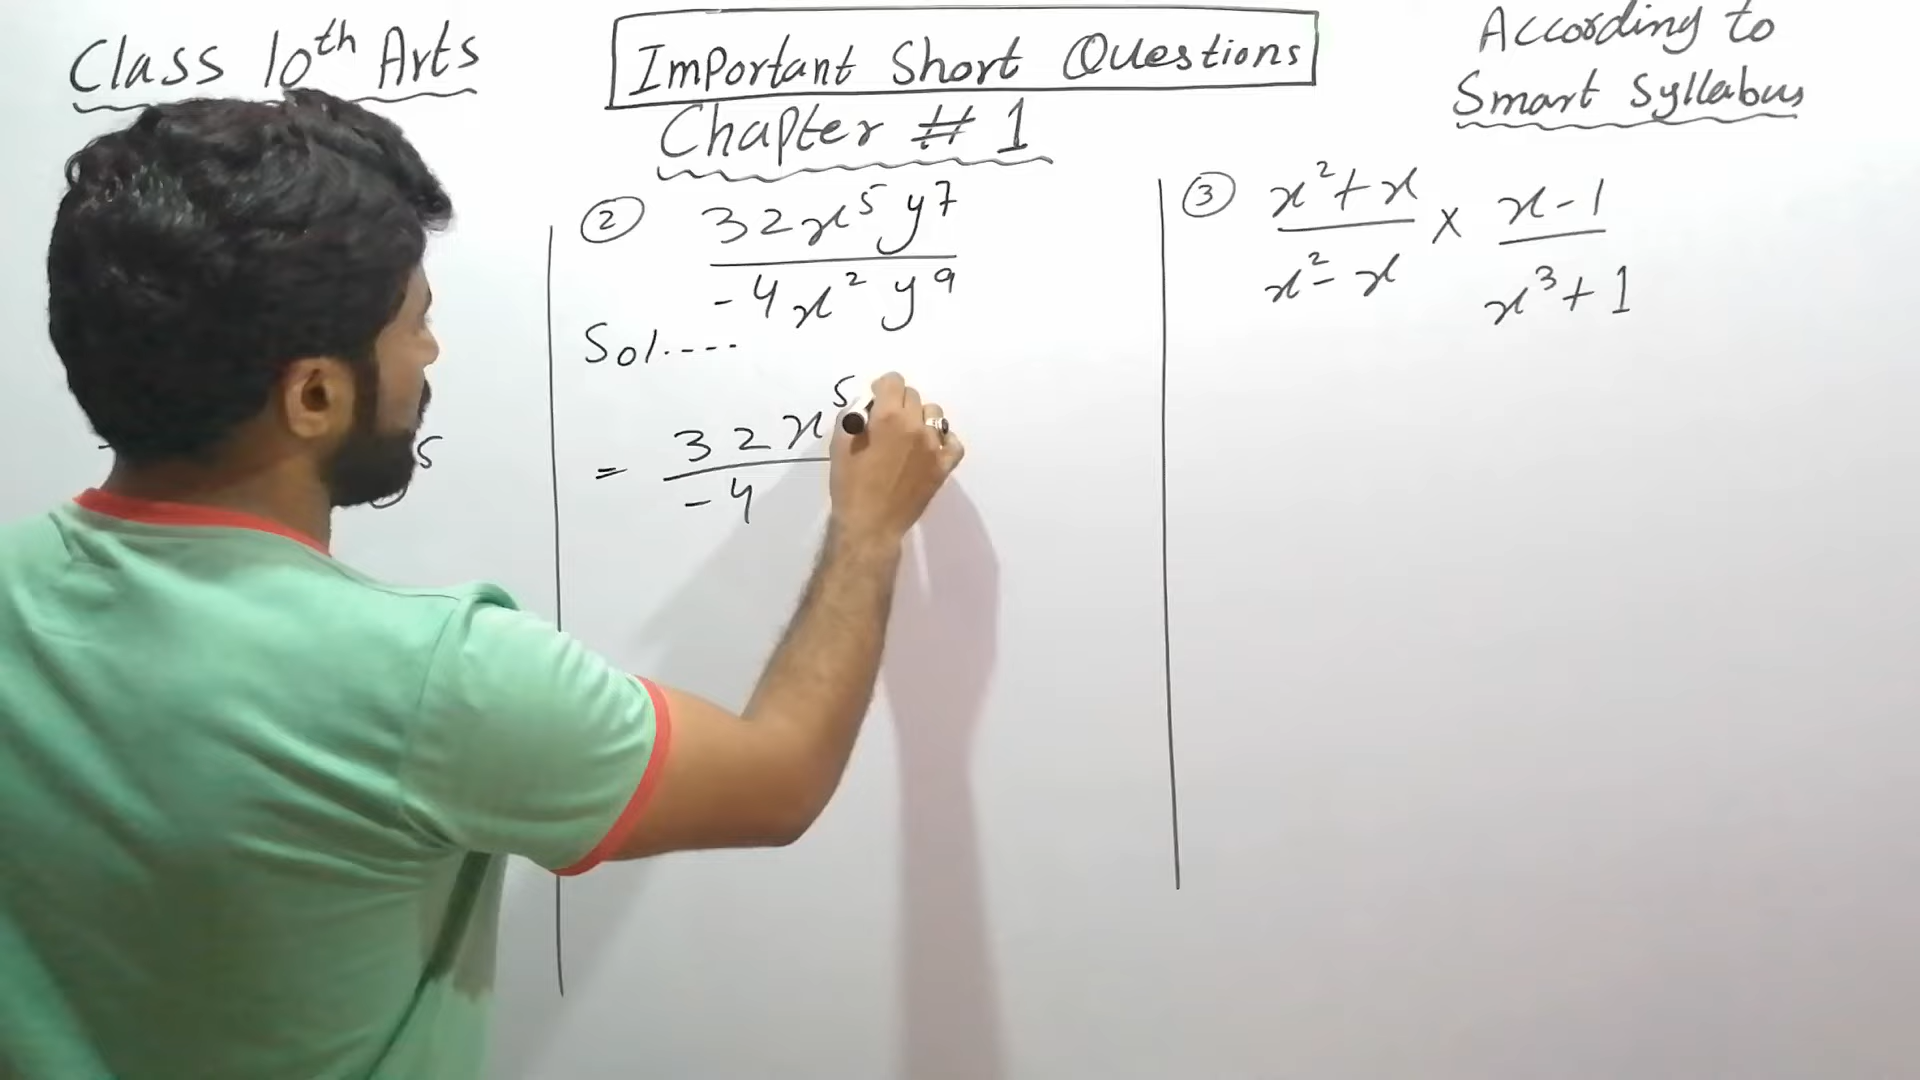 Class 10th Arts
Important Short Questions
According to
Smart Syllabus
Chapter # 1
② 32x⁵y⁷
-4x²y⁹
Sol....
= 32x⁵
-4
③ x²+x × x-1
x²-x x³+1
5